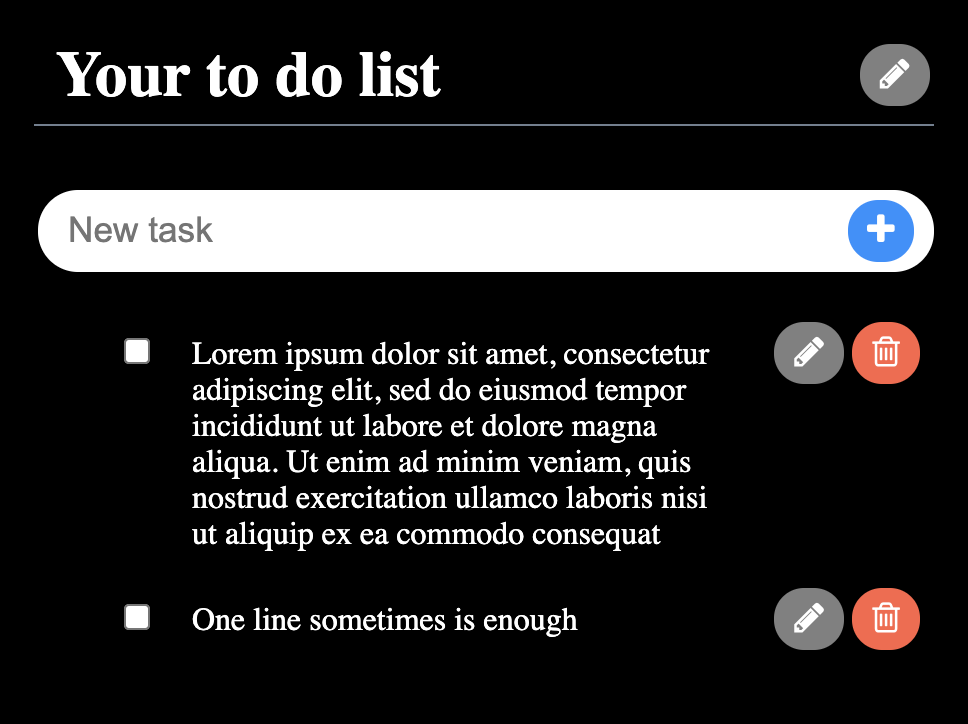 Your to do list
New task
Lorem ipsum dolor sit amet, consectetur
adipiscing elit, sed do eiusmod tempor
incididunt ut labore et dolore magna
aliqua. Ut enim ad minim veniam, quis
nostrud exercitation ullamco laboris nisi
ut aliquip ex ea commodo consequat
One line sometimes is enough